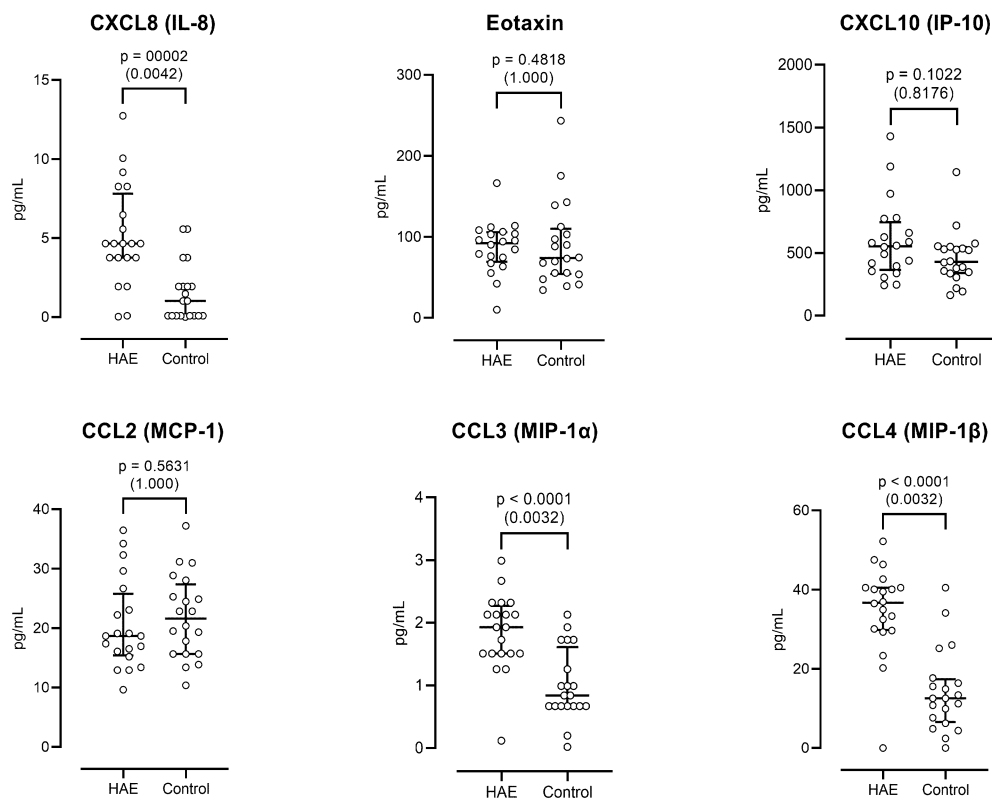 CXCL8 (IL-8)
p = 00002
(0.0042)
15
10
5
0
pg/mL
HAE Control
Eotaxin
p = 0.4818
(1.000)
300
200
100
0
pg/mL
HAE Control
CXCL10 (IP-10)
p = 0.1022
(0.8176)
2000
1500
1000
500
0
pg/mL
HAE Control
CCL2 (MCP-1)
p = 0.5631
(1.000)
40
30
20
10
0
pg/mL
HAE Control
CCL3 (MIP-1α)
p < 0.0001
(0.0032)
4
3
2
1
0
pg/mL
HAE Control
CCL4 (MIP-1β)
p < 0.0001
(0.0032)
60
40
20
0
pg/mL
HAE Control